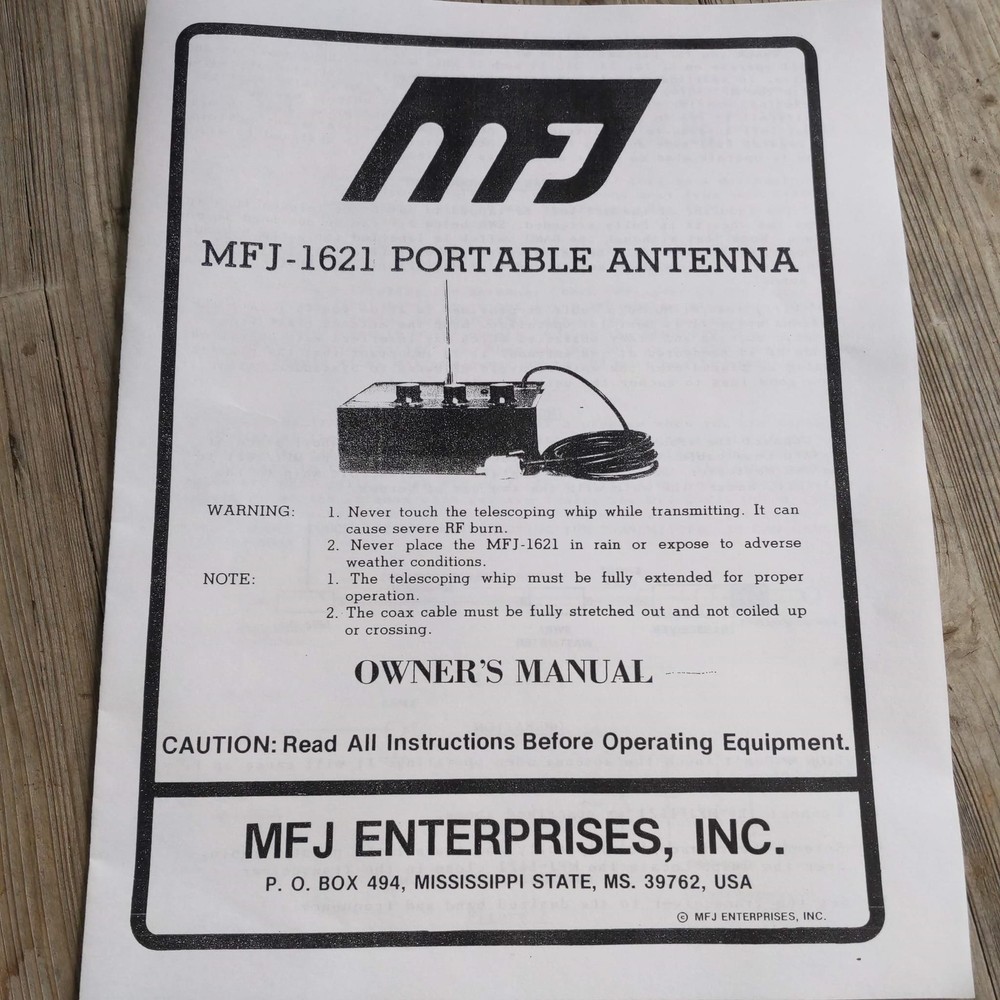 MFJ
MFJ-1621 PORTABLE ANTENNA
WARNING: 1. Never touch the telescoping whip while transmitting. It can
cause severe RF burn.
2. Never place the MFJ-1621 in rain or expose to adverse
weather conditions.
NOTE: 1. The telescoping whip must be fully extended for proper
operation.
2. The coax cable must be fully stretched out and not coiled up
or crossing.
OWNER'S MANUAL
CAUTION: Read All Instructions Before Operating Equipment.
MFJ ENTERPRISES, INC.
P. O. BOX 494, MISSISSIPPI STATE, MS. 39762, USA
© MFJ ENTERPRISES, INC.